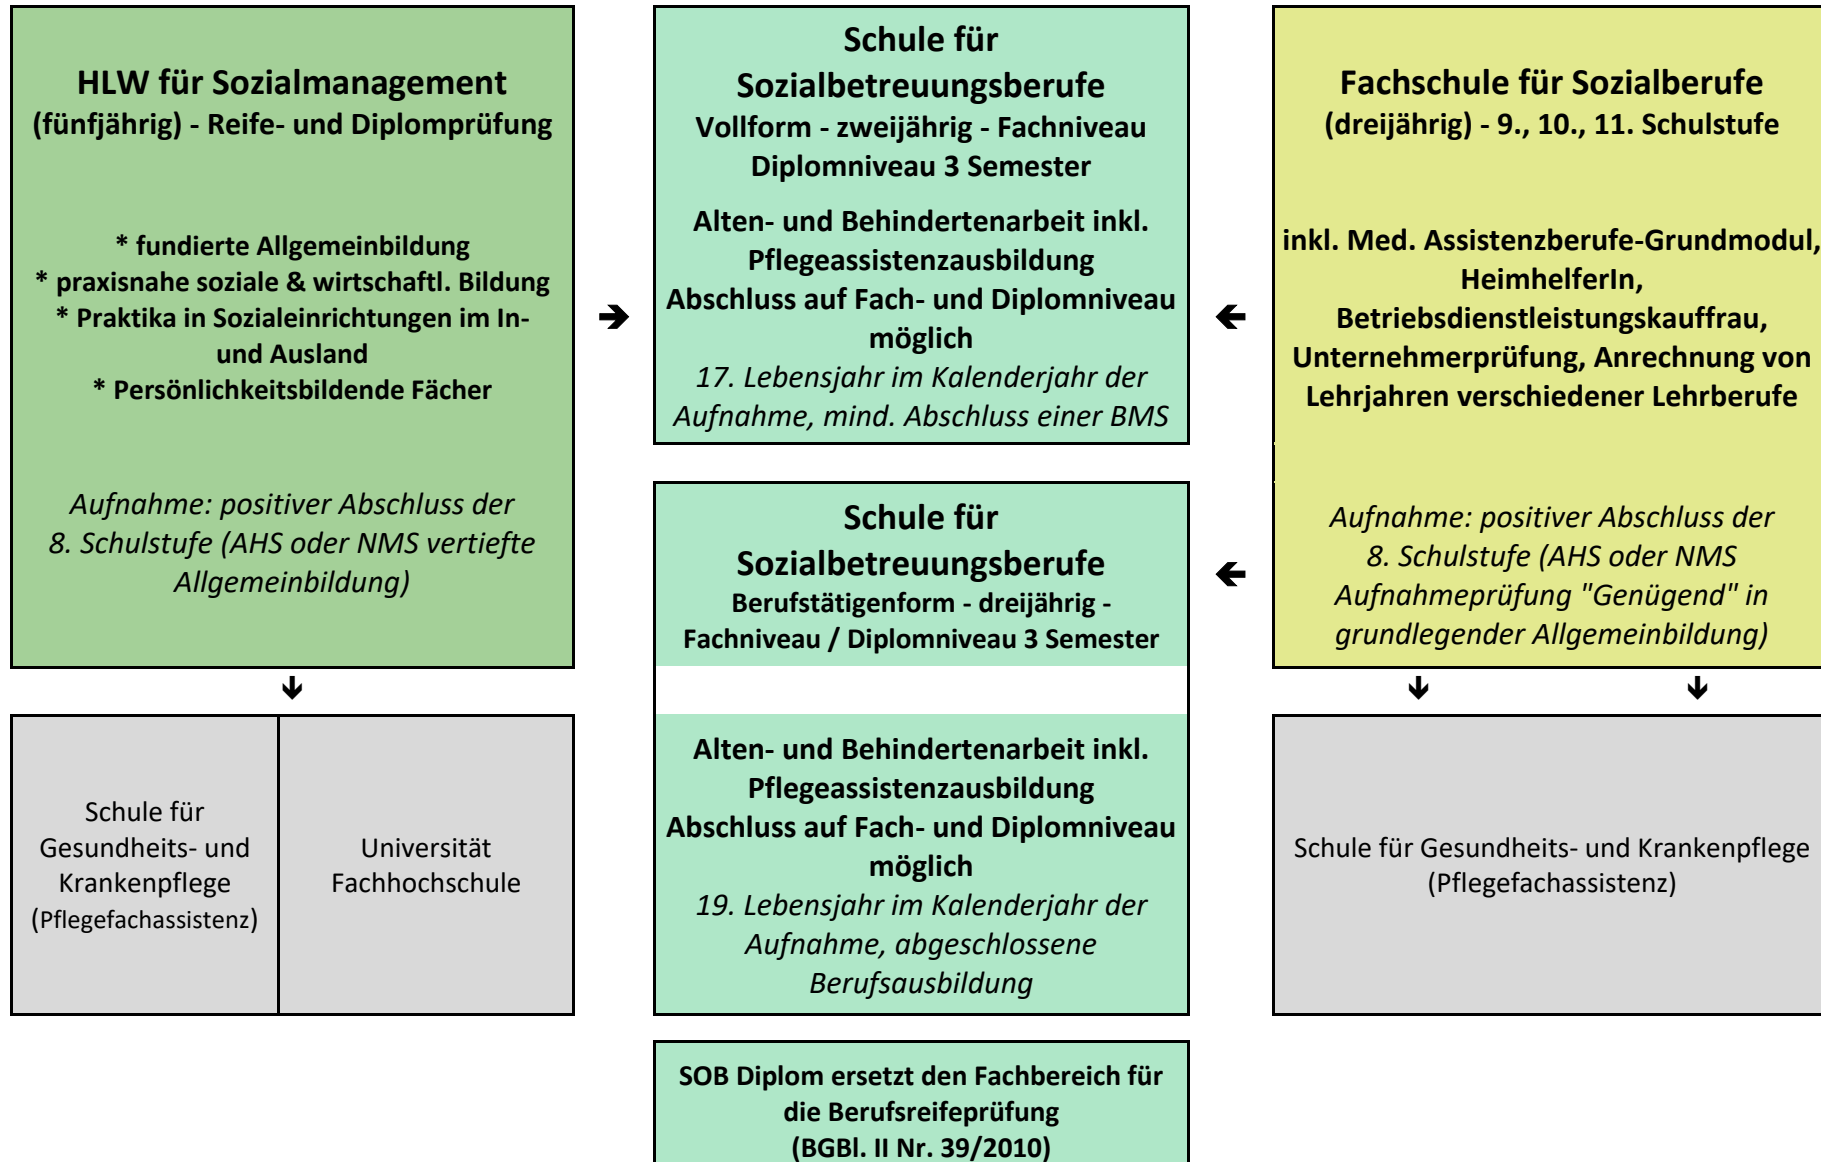 HLW für Sozialmanagement
(fünfjährig) - Reife- und Diplomprüfung
* fundierte Allgemeinbildung
* praxisnahe soziale & wirtschaftl. Bildung
* Praktika in Sozialeinrichtungen im In-
und Ausland
* Persönlichkeitsbildende Fächer
Aufnahme: positiver Abschluss der
8. Schulstufe (AHS oder NMS vertiefte
Allgemeinbildung)
Schule für
Gesundheits- und
Krankenpflege
(Pflegefachassistenz)
Universität
Fachhochschule
Schule für
Sozialbetreuungsberufe
Vollform - zweijährig - Fachniveau
Diplomniveau 3 Semester
Alten- und Behindertenarbeit inkl.
Pflegeassistenzausbildung
Abschluss auf Fach- und Diplomniveau
möglich
17. Lebensjahr im Kalenderjahr der
Aufnahme, mind. Abschluss einer BMS
Schule für
Sozialbetreuungsberufe
Berufstätigenform - dreijährig -
Fachniveau / Diplomniveau 3 Semester
Alten- und Behindertenarbeit inkl.
Pflegeassistenzausbildung
Abschluss auf Fach- und Diplomniveau
möglich
19. Lebensjahr im Kalenderjahr der
Aufnahme, abgeschlossene
Berufsausbildung
SOB Diplom ersetzt den Fachbereich für
die Berufsreifeprüfung
(BGBl. II Nr. 39/2010)
Fachschule für Sozialberufe
(dreijährig) - 9., 10., 11. Schulstufe
inkl. Med. Assistenzberufe-Grundmodul,
HeimhelferIn,
Betriebsdienstleistungskauffrau,
Unternehmerprüfung, Anrechnung von
Lehrjahren verschiedener Lehrberufe
Aufnahme: positiver Abschluss der
8. Schulstufe (AHS oder NMS
Aufnahmeprüfung "Genügend" in
grundlegender Allgemeinbildung)
Schule für Gesundheits- und Krankenpflege
(Pflegefachassistenz)